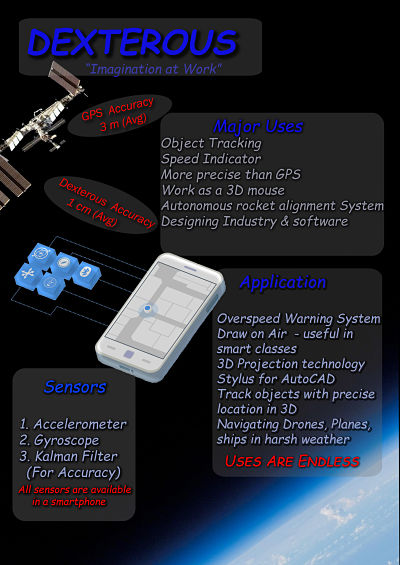 DEXTEROUS
"Imagination at Work"
GPS Accuracy
3 m (Avg)
Major Uses
Object Tracking
Speed Indicator
More precise than GPS
Work as a 3D mouse
Autonomous rocket alignment System
Designing Industry & software
Dexterous Accuracy
1 cm (Avg)
Application
Overspeed Warning System
Draw on Air - useful in
smart classes
3D Projection technology
Stylus for AutoCAD
Track objects with precise
location in 3D
Navigating Drones, Planes,
ships in harsh weather
USES ARE ENDLESS
Sensors
1. Accelerometer
2. Gyroscope
3. Kalman Filter
(For Accuracy)
All sensors are available
in a smartphone